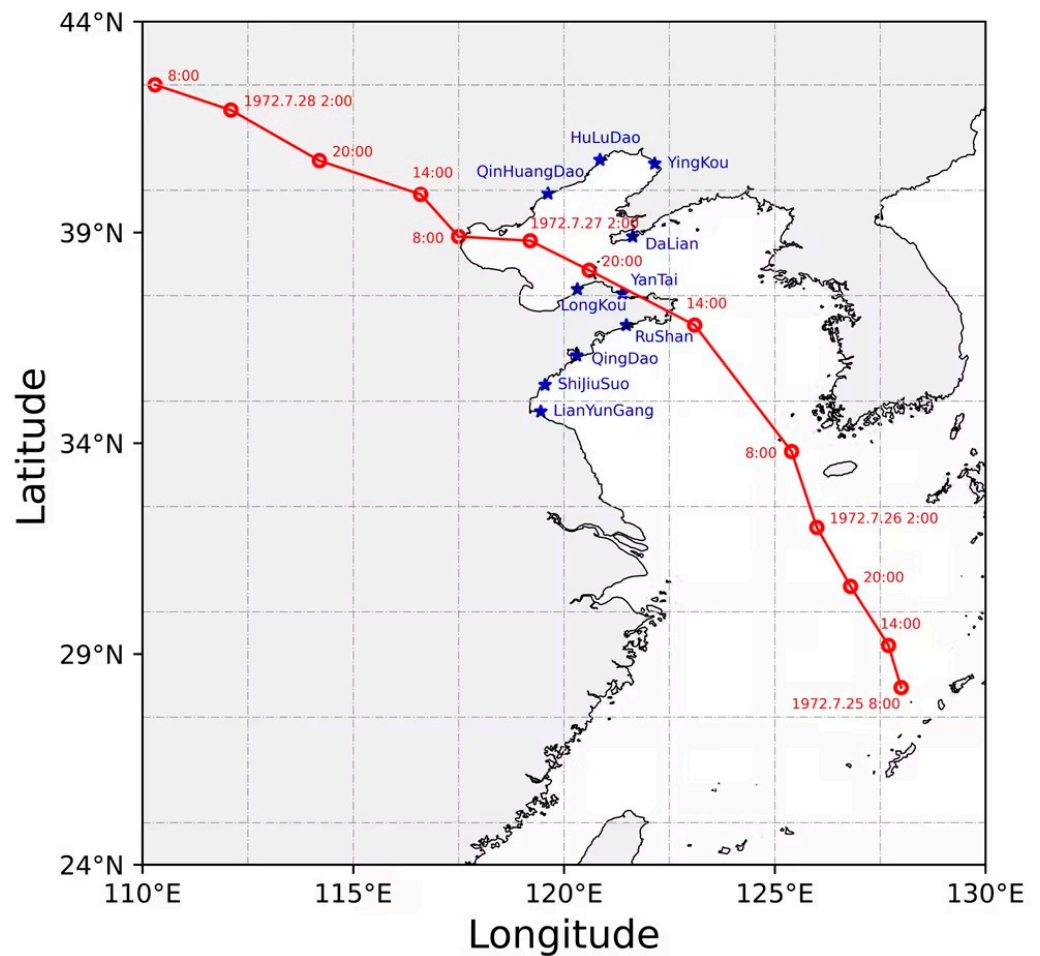 44°N
8:00
1972.7.28 2:00
HuLuDao
20:00
YingKou
14:00
QinHuangDao
1972.7.27 2:00
39°N
8:00
DaLian
20:00
YanTai
14:00
LongKou
RuShan
QingDao
ShiJiuSuo
LianYunGang
34°N
8:00
1972.7.26 2:00
20:00
14:00
29°N
1972.7.25 8:00
24°N
110°E
115°E
120°E
125°E
130°E
Longitude
Latitude